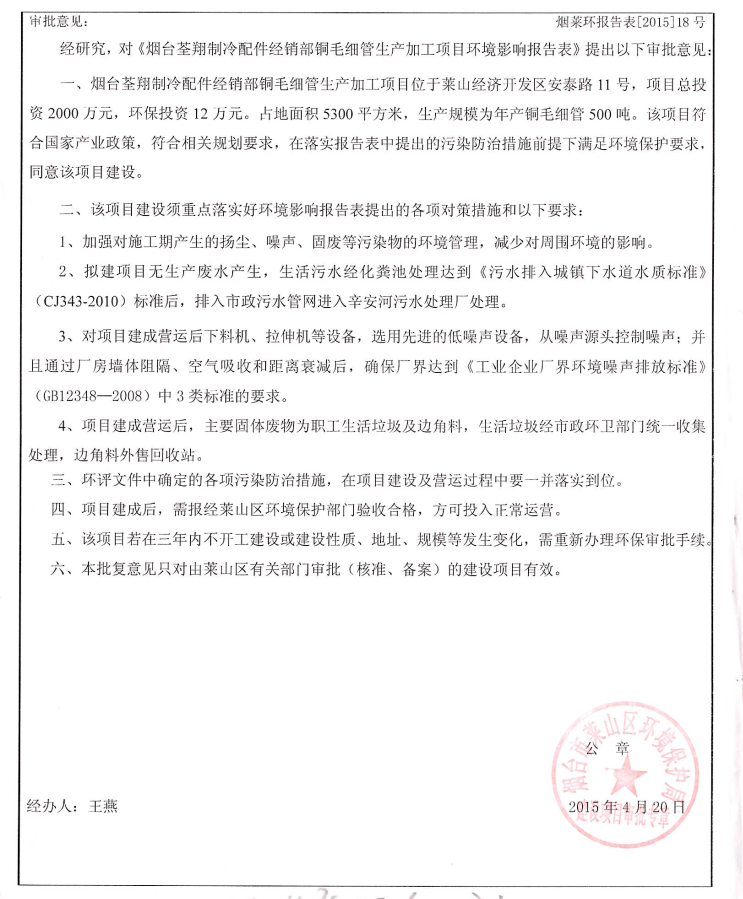 审批意见：
烟莱环报告表[2015]18号
经研究，对《烟台荃翔制冷配件经销部铜毛细管生产加工项目环境影响报告表》提出以下审批意见：
一、烟台荃翔制冷配件经销部铜毛细管生产加工项目位于莱山经济开发区安泰路11号，项目总投
资2000万元，环保投资12万元。占地面积5300平方米，生产规模为年产铜毛细管500吨。该项目符
合国家产业政策，符合相关规划要求，在落实报告表中提出的污染防治措施前提下满足环境保护要求，
同意该项目建设。
二、该项目建设须重点落实好环境影响报告表提出的各项对策措施和以下要求：
1、加强对施工期产生的扬尘、噪声、固废等污染物的环境管理，减少对周围环境的影响。
2、拟建项目无生产废水产生，生活污水经化粪池处理达到《污水排入城镇下水道水质标准》
（CJ343-2010）标准后，排入市政污水管网进入辛安河污水处理厂处理。
3、对项目建成营运后下料机、拉伸机等设备，选用先进的低噪声设备，从噪声源头控制噪声；并
且通过厂房墙体阻隔、空气吸收和距离衰减后，确保厂界达到《工业企业厂界环境噪声排放标准》
（GB12348—2008）中3类标准的要求。
4、项目建成营运后，主要固体废物为职工生活垃圾及边角料，生活垃圾经市政环卫部门统一收集
处理，边角料外售回收站。
三、环评文件中确定的各项污染防治措施，在项目建设及营运过程中要一并落实到位。
四、项目建成后，需报经莱山区环境保护部门验收合格，方可投入正常运营。
五、该项目若在三年内不开工建设或建设性质、地址、规模等发生变化，需重新办理环保审批手续。
六、本批复意见只对由莱山区有关部门审批（核准、备案）的建设项目有效。
烟台市莱山区环境保护局
公 章
经办人：王燕
2015年4月20日
建设项目审批专章